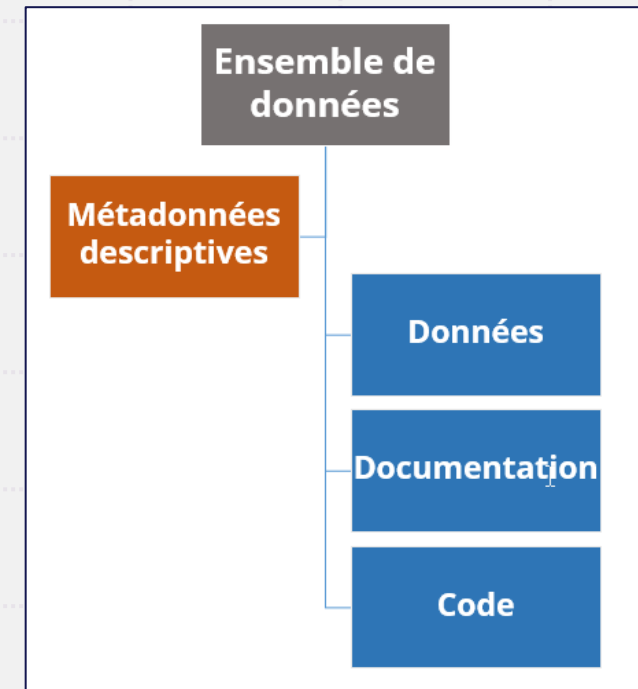 Ensemble de
données
Métadonnées
descriptives
Données
Documentation
Code